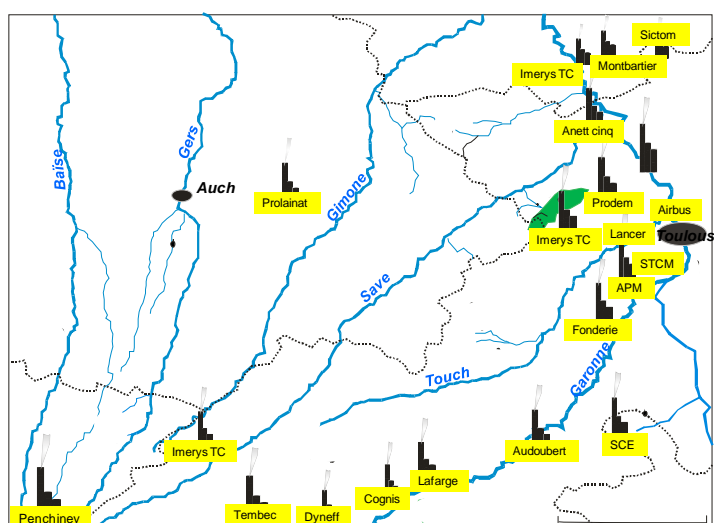 Sictom
Imerys TC
Montbartier
Anett cinq
Baïse
Gers
Auch
Prolainat
Gimone
Prodem
Airbus
Imerys TC
Lancer
Toulous
STCM
Save
APM
Fonderie
Garonne
Touch
Imerys TC
Audoubert
SCE
Lafarge
Cognis
Tembec
Dyneff
Penchiney